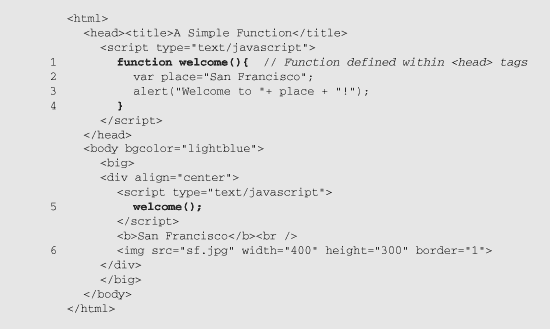 <html>
<head><title>A Simple Function</title>
<script type="text/javascript">
1 function welcome(){ // Function defined within <head> tags
2 var place="San Francisco";
3 alert("Welcome to "+ place + "!");
4 }
</script>
</head>
<body bgcolor="lightblue">
<big>
<div align="center">
<script type="text/javascript">
5 welcome();
</script>
<b>San Francisco</b><br />
6 <img src="sf.jpg" width="400" height="300" border="1">
</div>
</big>
</body>
</html>